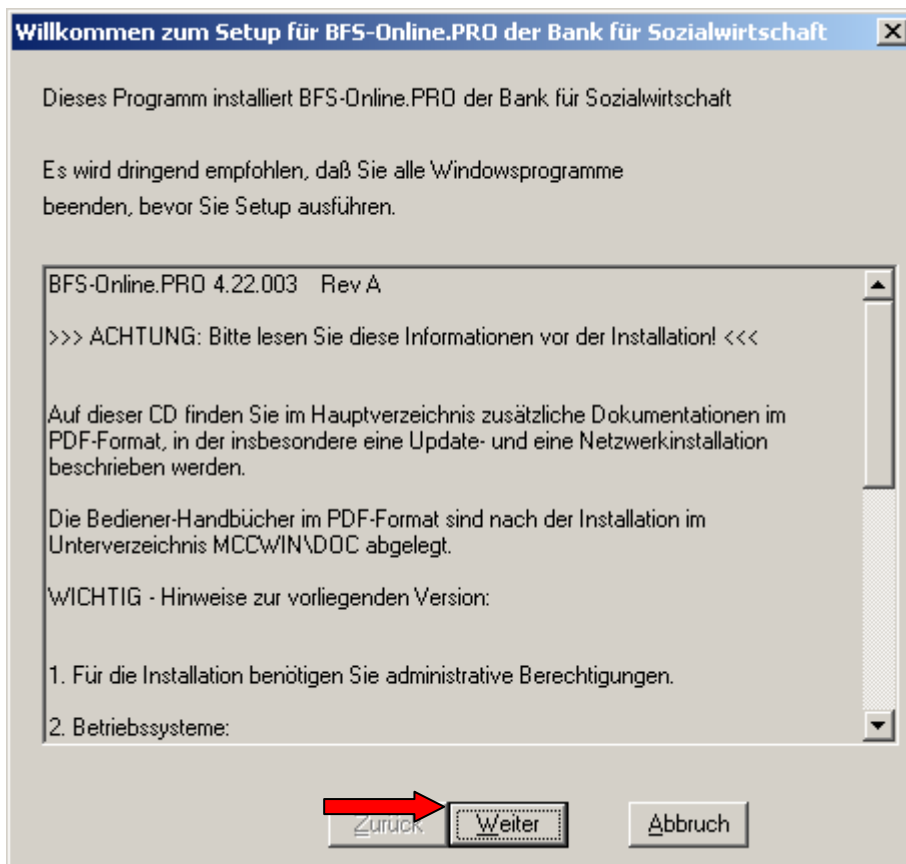 Willkommen zum Setup für BFS-Online.PRO der Bank für Sozialwirtschaft
Dieses Programm installiert BFS-Online.PRO der Bank für Sozialwirtschaft
Es wird dringend empfohlen, daß Sie alle Windowsprogramme
beenden, bevor Sie Setup ausführen.
BFS-Online.PRO 4.22.003 Rev A
>>> ACHTUNG: Bitte lesen Sie diese Informationen vor der Installation! <<<
Auf dieser CD finden Sie im Hauptverzeichnis zusätzliche Dokumentationen im
PDF-Format, in der insbesondere eine Update- und eine Netzwerkinstallation
beschrieben werden.
Die Bediener-Handbücher im PDF-Format sind nach der Installation im
Unterverzeichnis MCCWIN\DOC abgelegt.
WICHTIG - Hinweise zur vorliegenden Version:
1. Für die Installation benötigen Sie administrative Berechtigungen.
2. Betriebssysteme:
Zurück Weiter Abbruch